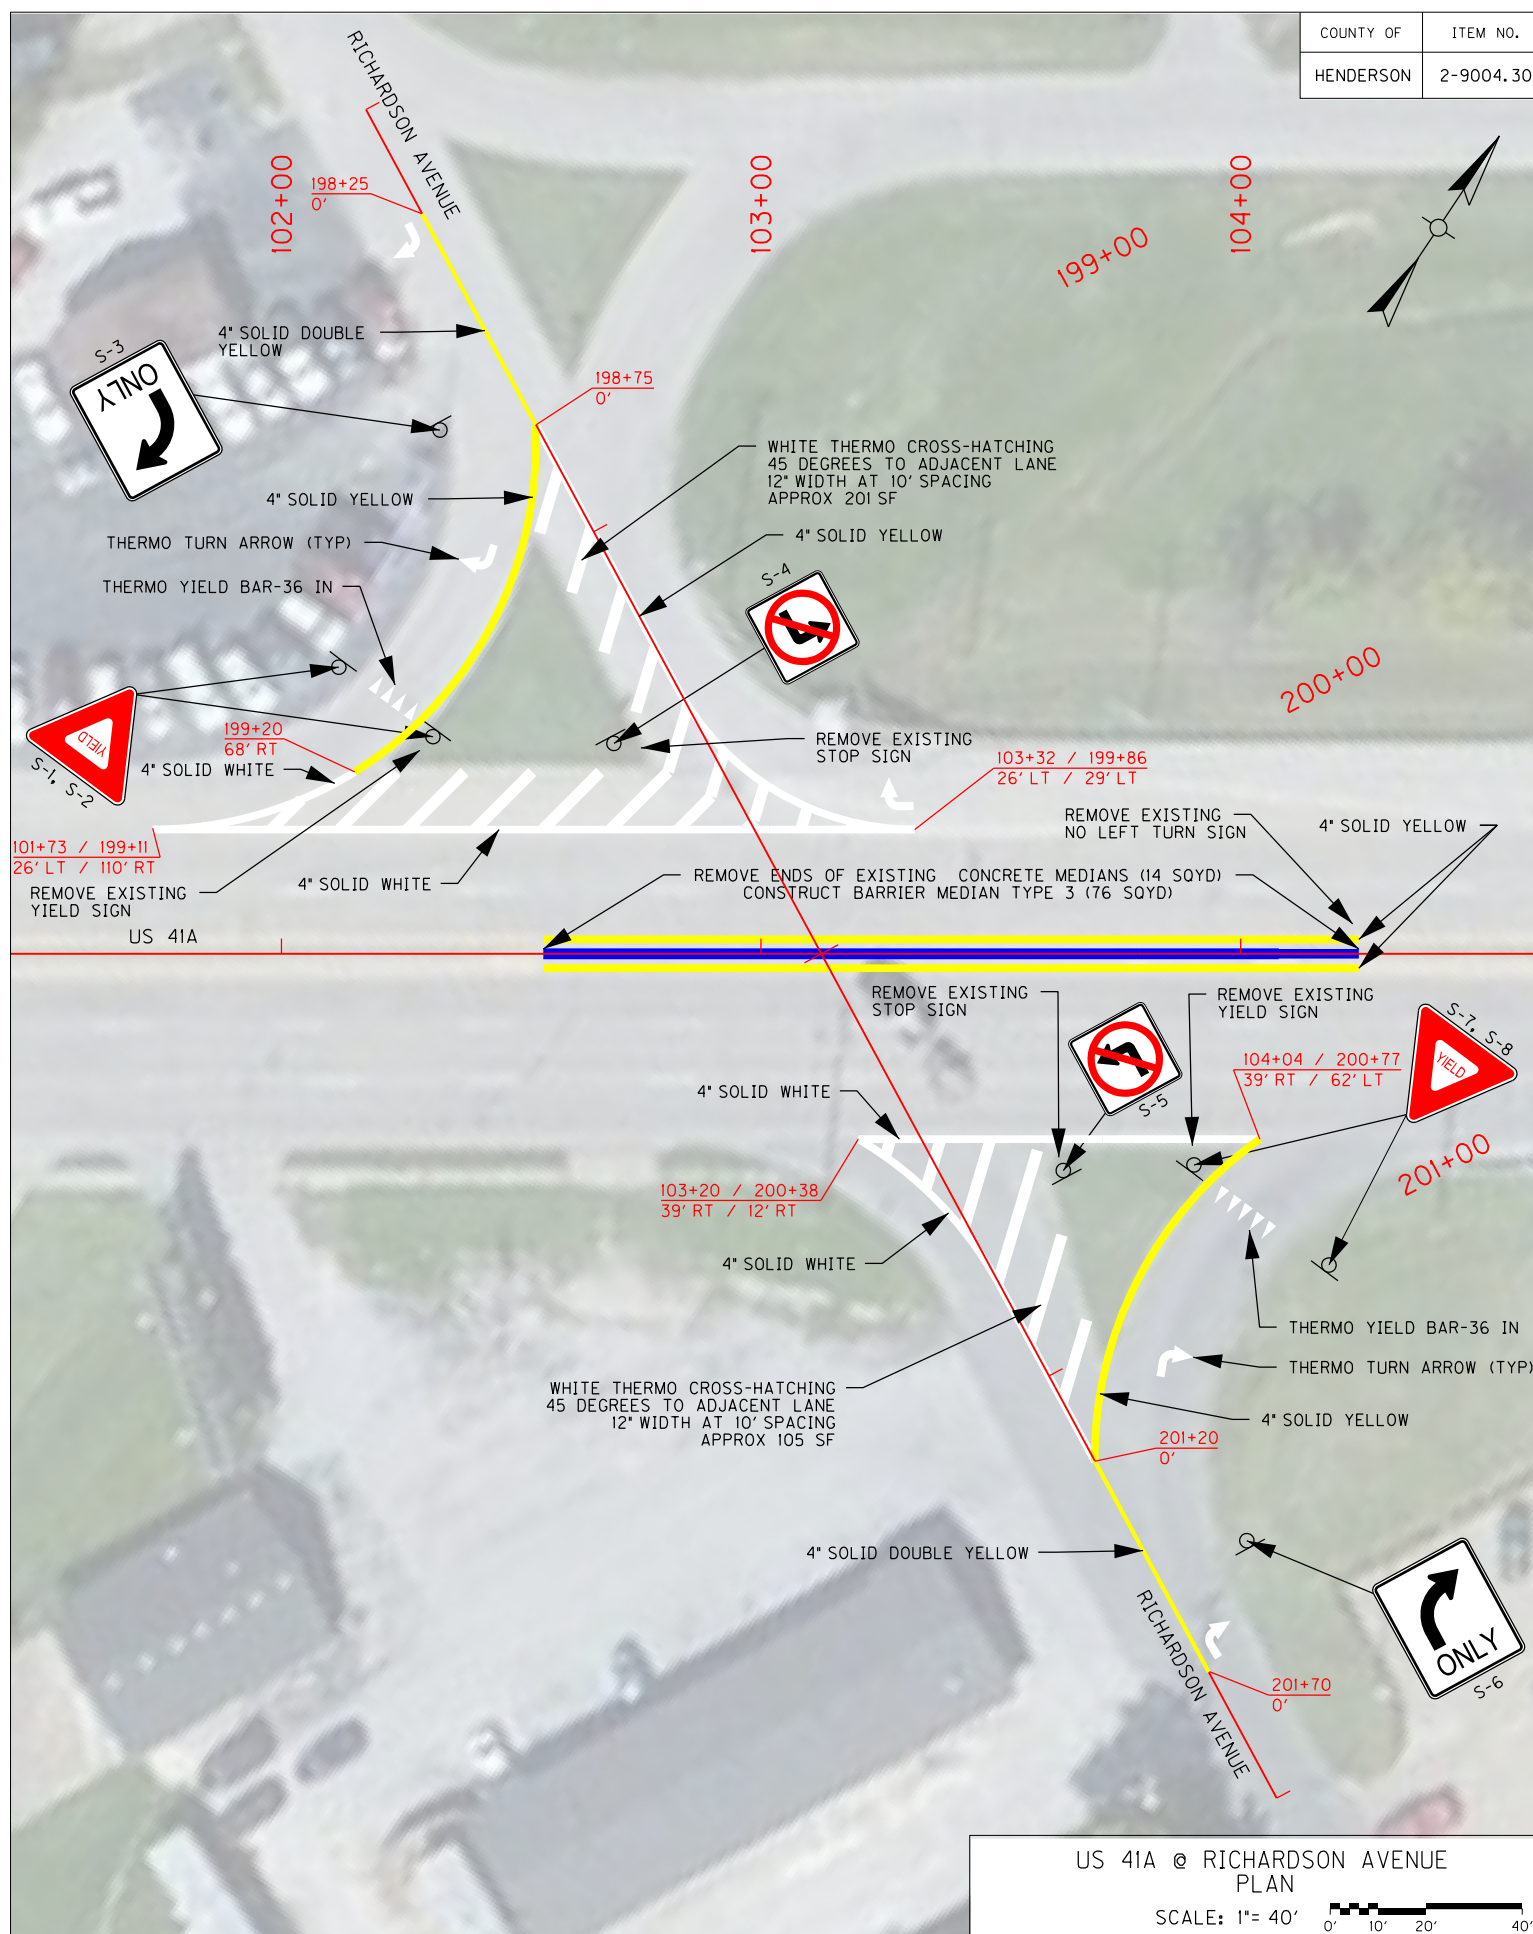 COUNTY OF
ITEM NO.
HENDERSON
2-9004.30
RICHARDSON AVENUE
102+00
103+00
104+00
198+25
0'
199+00
4" SOLID DOUBLE
YELLOW
S-3
ONLY
198+75
0'
WHITE THERMO CROSS-HATCHING
45 DEGREES TO ADJACENT LANE
12" WIDTH AT 10' SPACING
APPROX 201 SF
4" SOLID YELLOW
4" SOLID YELLOW
THERMO TURN ARROW (TYP)
S-4
THERMO YIELD BAR-36 IN
200+00
YIELD
S-1, S-2
199+20
68' RT
4" SOLID WHITE
REMOVE EXISTING
STOP SIGN
103+32 / 199+86
26' LT / 29' LT
REMOVE EXISTING
NO LEFT TURN SIGN
4" SOLID YELLOW
101+73 / 199+11
26' LT / 110' RT
REMOVE EXISTING
YIELD SIGN
4" SOLID WHITE
REMOVE ENDS OF EXISTING CONCRETE MEDIANS (14 SQYD)
CONSTRUCT BARRIER MEDIAN TYPE 3 (76 SQYD)
US 41A
REMOVE EXISTING
STOP SIGN
REMOVE EXISTING
YIELD SIGN
S-7, S-8
YIELD
S-5
104+04 / 200+77
39' RT / 62' LT
4" SOLID WHITE
201+00
103+20 / 200+38
39' RT / 12' RT
4" SOLID WHITE
THERMO YIELD BAR-36 IN
THERMO TURN ARROW (TYP)
WHITE THERMO CROSS-HATCHING
45 DEGREES TO ADJACENT LANE
12" WIDTH AT 10' SPACING
APPROX 105 SF
4" SOLID YELLOW
201+20
0'
4" SOLID DOUBLE YELLOW
RICHARDSON AVENUE
ONLY
S-6
201+70
0'
US 41A @ RICHARDSON AVENUE
PLAN
SCALE: 1"= 40'
0' 10' 20' 40'